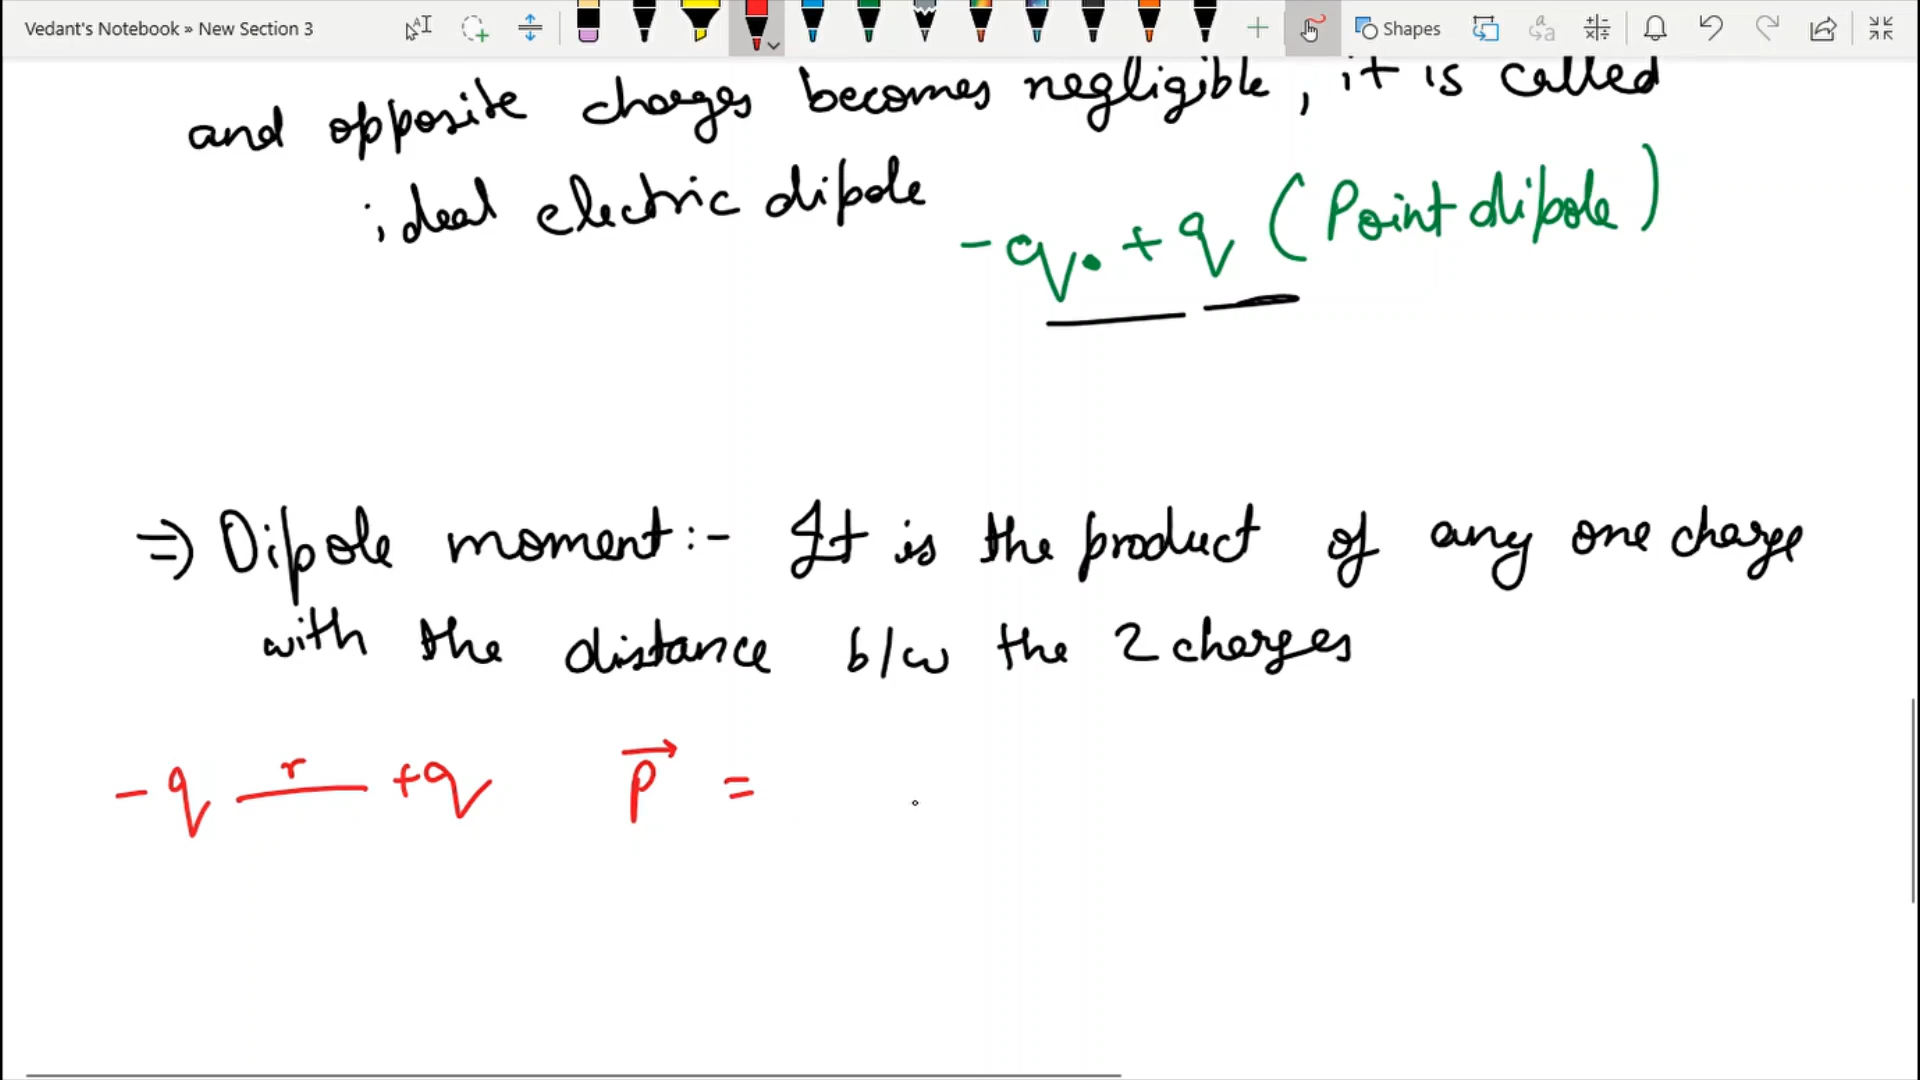 Vedant's Notebook » New Section 3
Shapes
and opposite charges becomes negligible, it is called
ideal electric dipole
-q . +q (Point dipole)
⇒ Dipole moment:- It is the product of any one charge
with the distance b/w the 2 charges
-q r +q p⃗ =